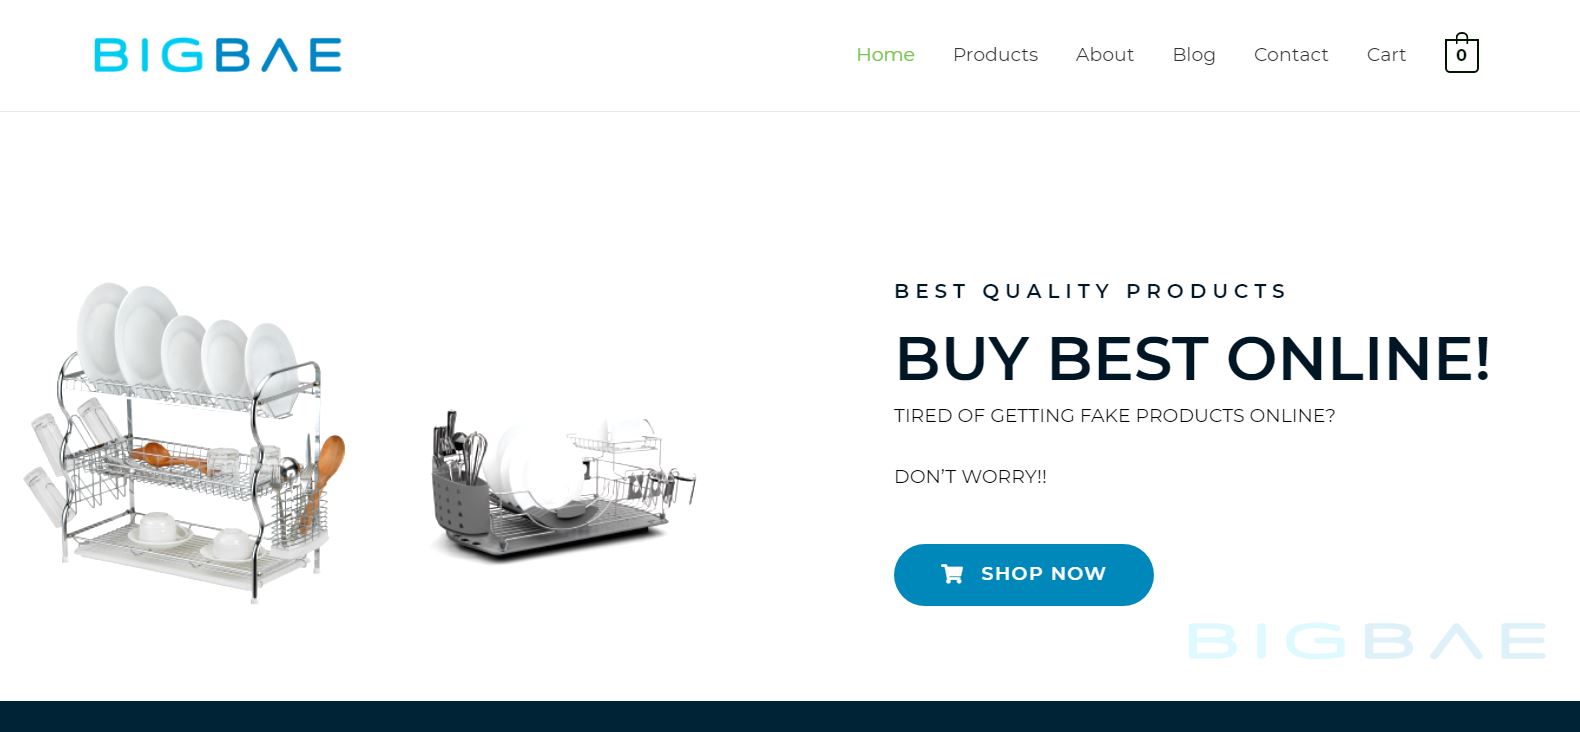 BIGBAE
Home Products About Blog Contact Cart 0
BEST QUALITY PRODUCTS
BUY BEST ONLINE!
TIRED OF GETTING FAKE PRODUCTS ONLINE?
DON’T WORRY!!
SHOP NOW
BIGBAE